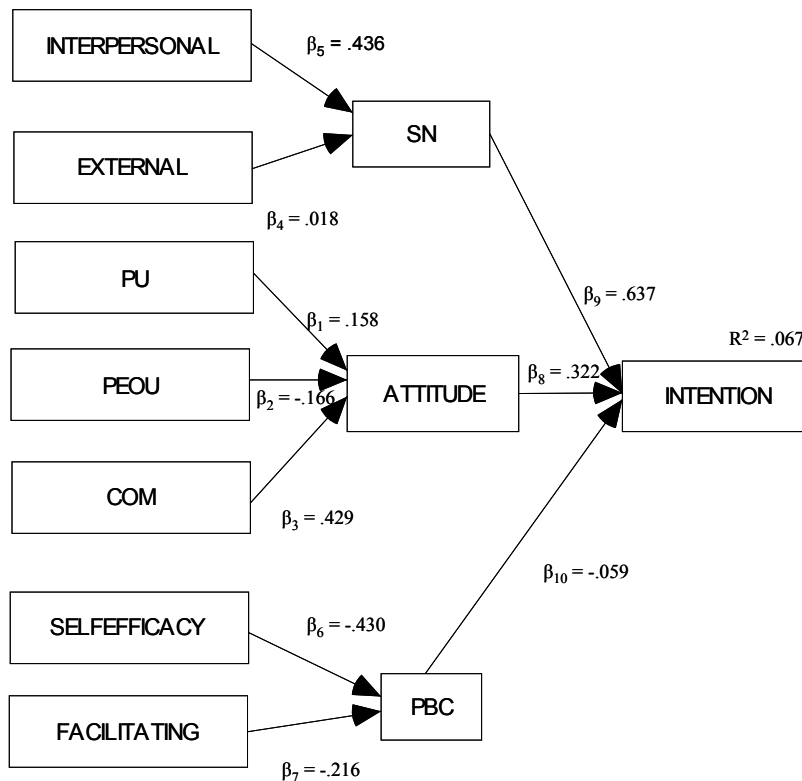 INTERPERSONAL
β5 = .436
SN
EXTERNAL
β4 = .018
PU
β9 = .637
β1 = .158
R2 = .067
PEOU
β2 = -.166
ATTITUDE
β8 = .322
INTENTION
COM
β3 = .429
β10 = -.059
SELFEFFICACY
β6 = -.430
PBC
FACILITATING
β7 = -.216